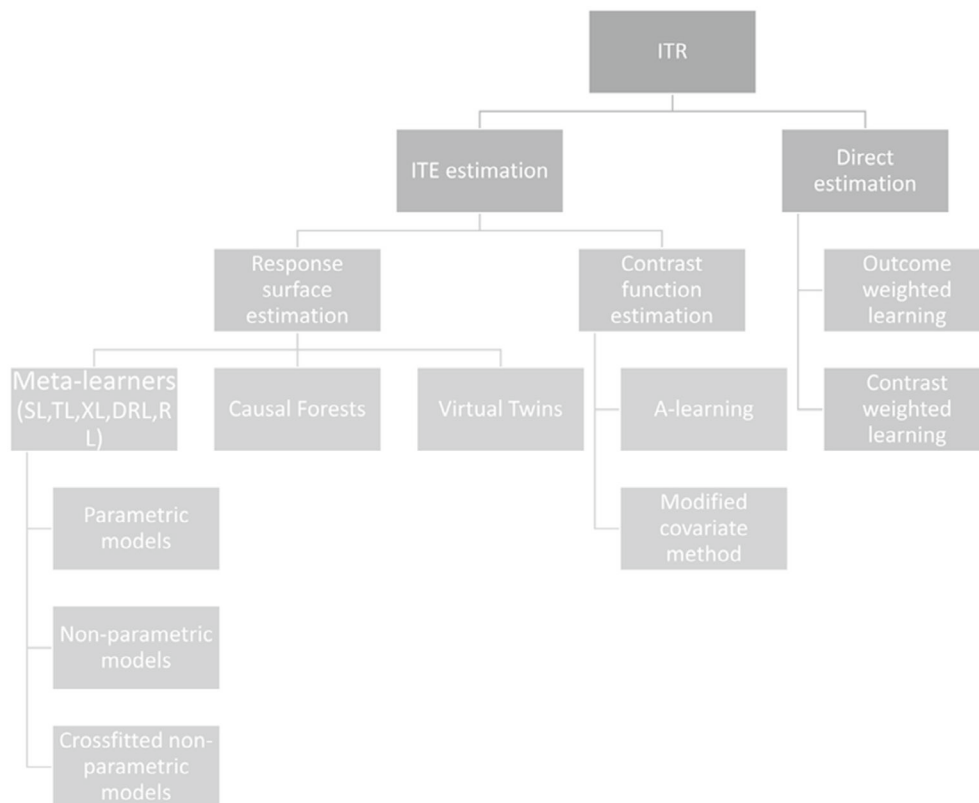 ITR
ITE estimation
Direct
estimation
Response
surface
estimation
Contrast
function
estimation
Outcome
weighted
learning
Meta-learners
(SL,TL,XL,DRL,R
L)
Causal Forests
Virtual Twins
A-learning
Contrast
weighted
learning
Parametric
models
Modified
covariate
method
Non-parametric
models
Crossfitted non-
parametric
models